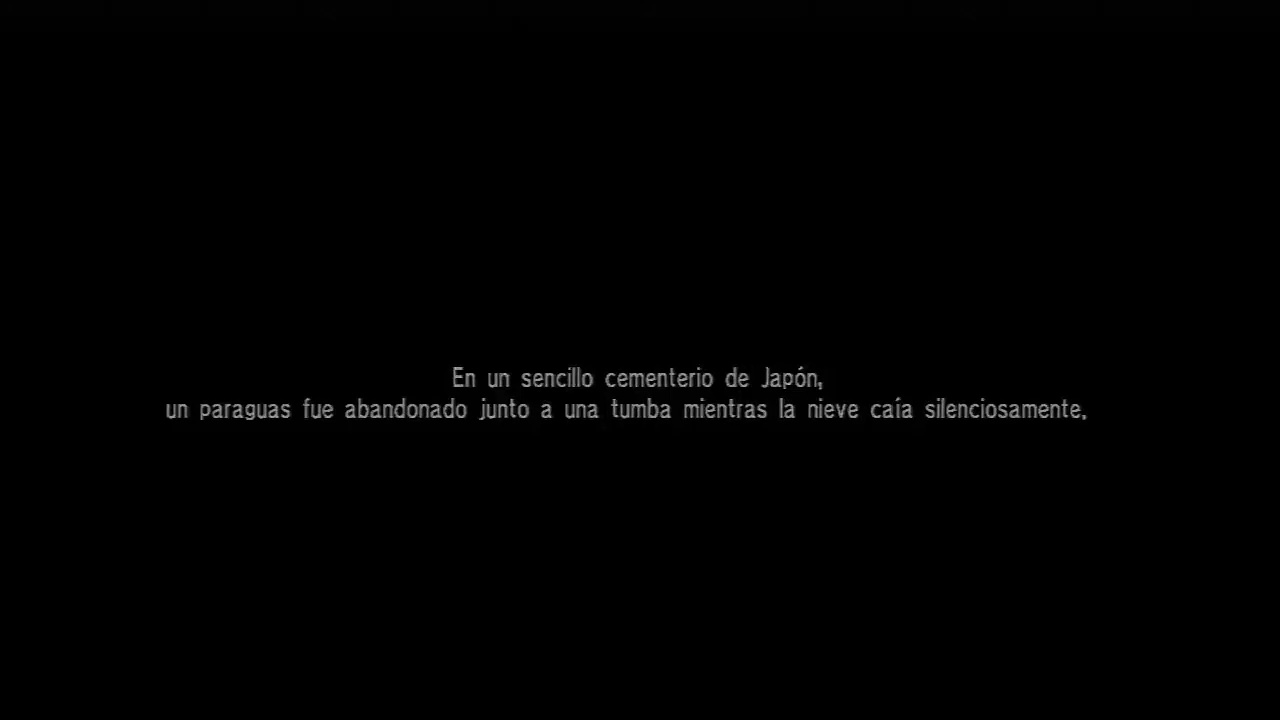 En un sencillo cementerio de Japón,
un paraguas fue abandonado junto a una tumba mientras la nieve caía silenciosamente,